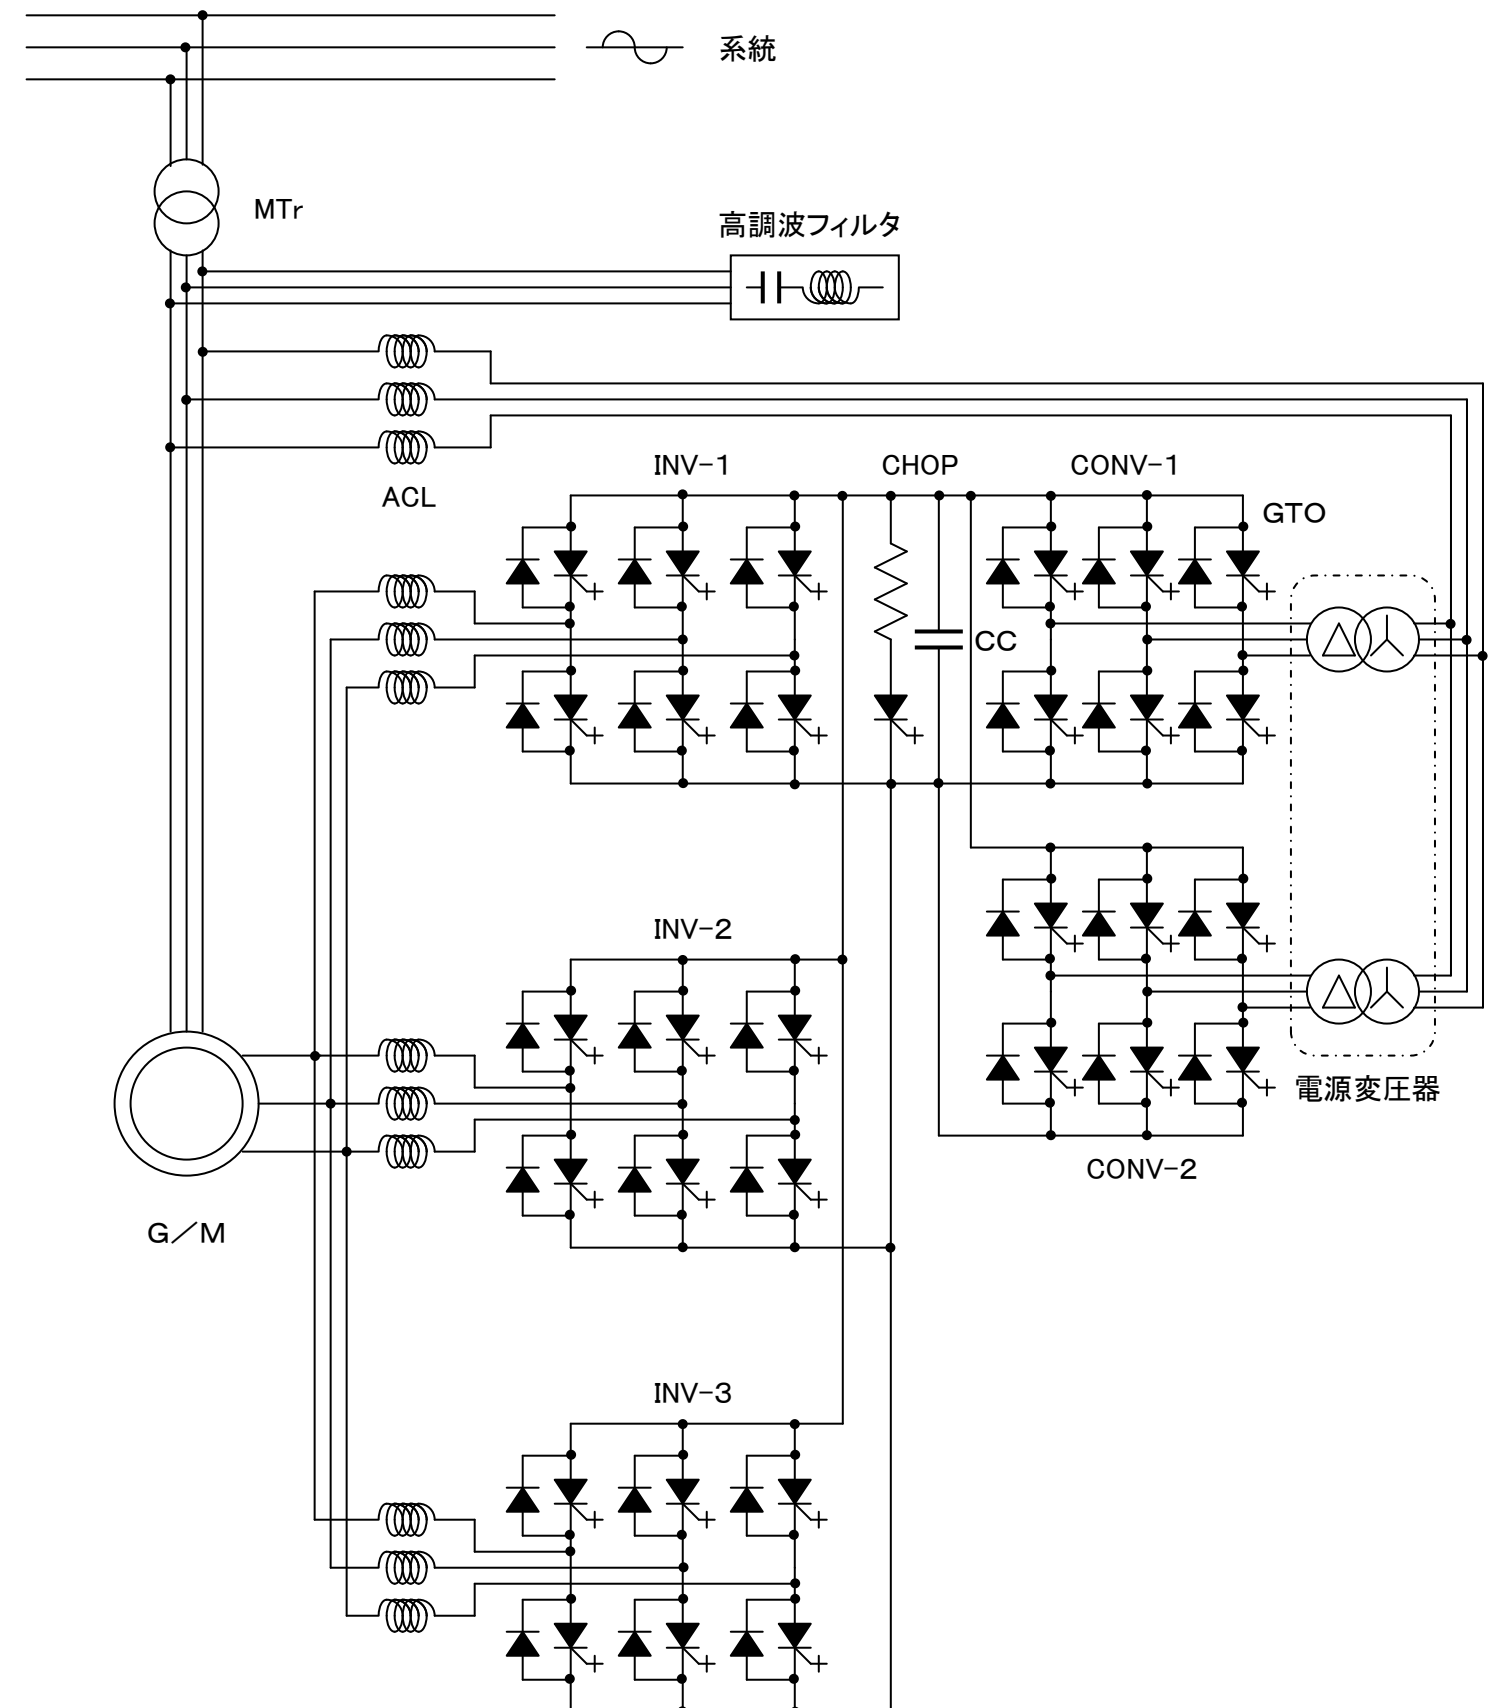 系統
MTr
高調波フィルタ
INV-1
CHOP
CONV-1
ACL
GTO
CC
INV-2
電源変圧器
CONV-2
G/M
INV-3